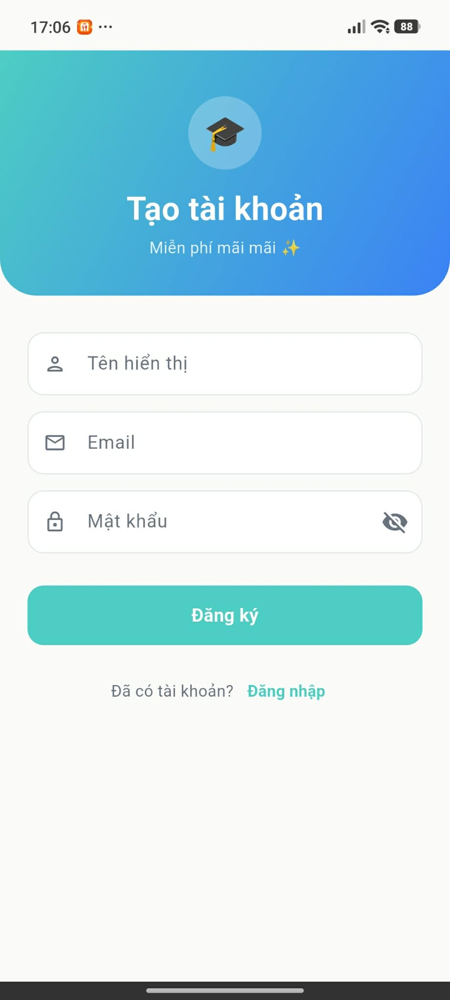 17:06
88
Tạo tài khoản
Miễn phí mãi mãi ✨
Tên hiển thị
Email
Mật khẩu
Đăng ký
Đã có tài khoản? Đăng nhập